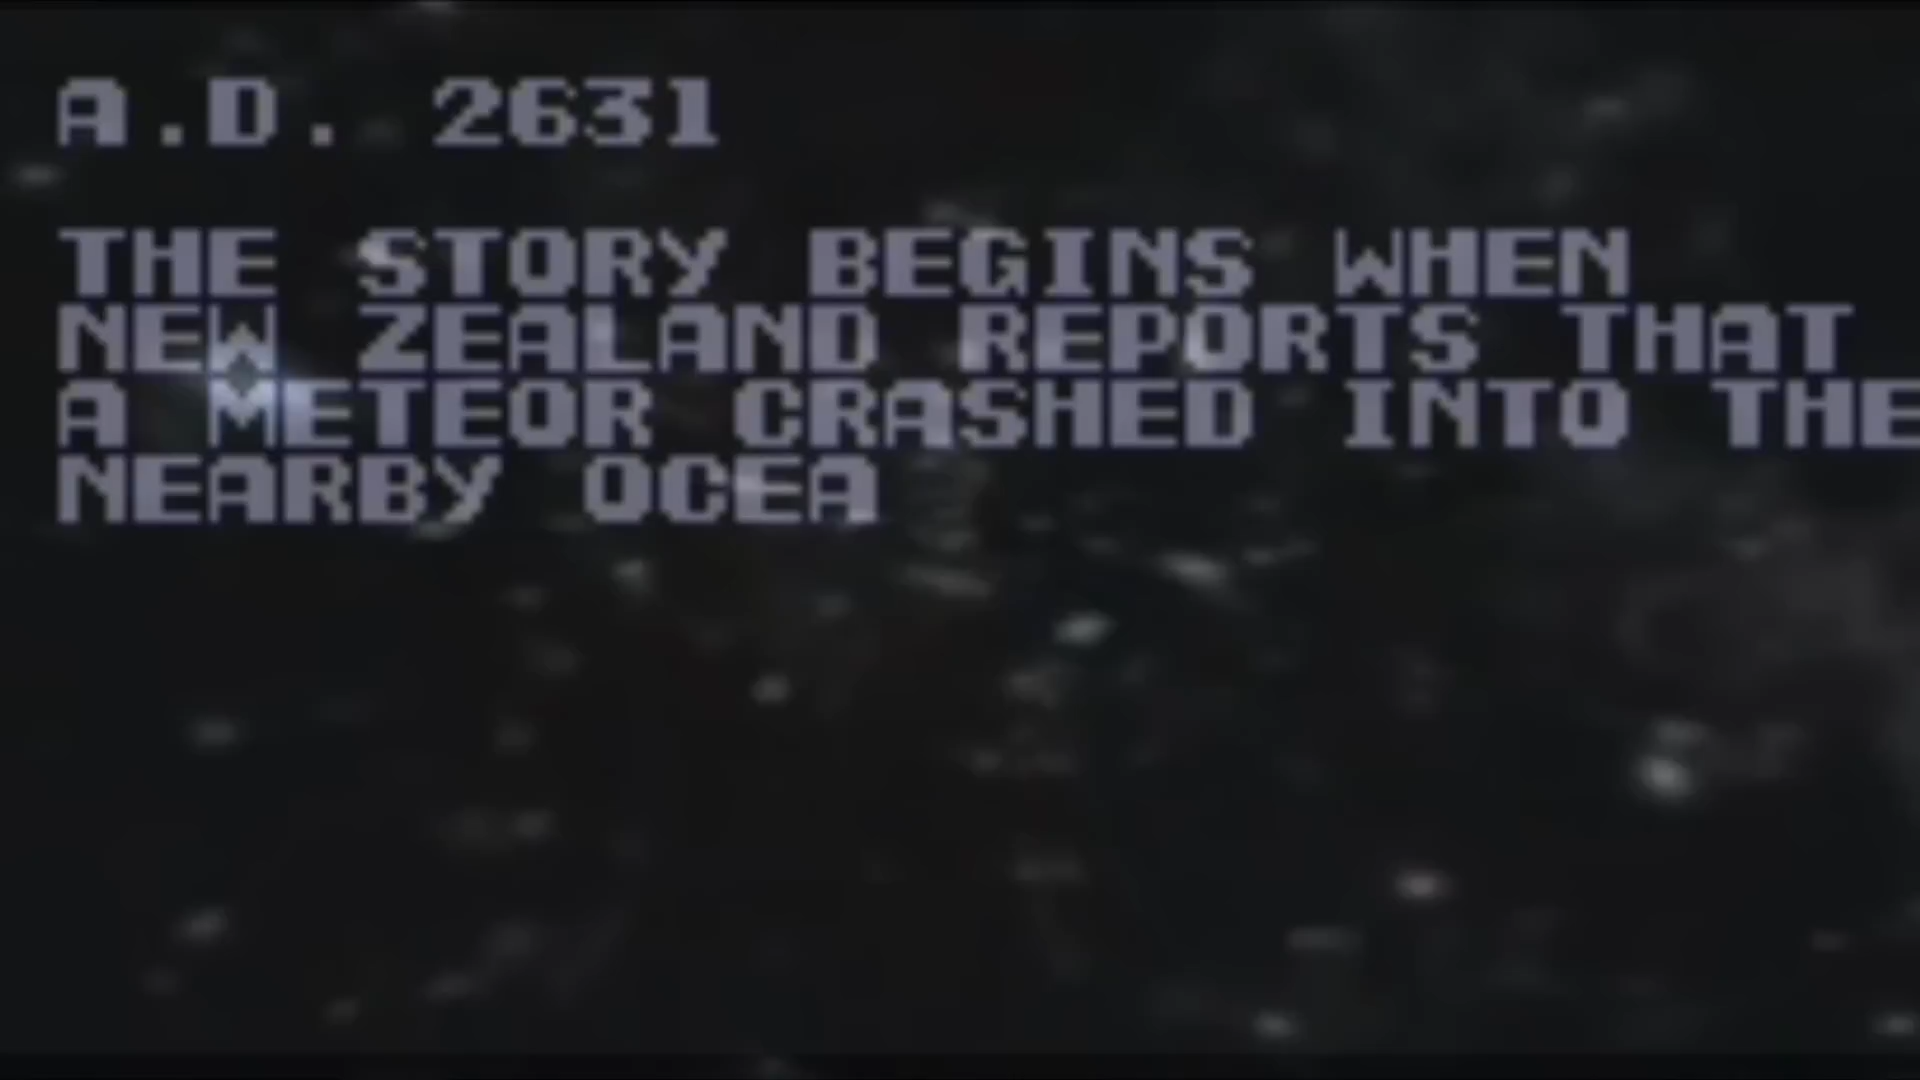 A.D. 2631
THE STORY BEGINS WHEN
NEW ZEALAND REPORTS THAT
A METEOR CRASHED INTO THE
NEARBY OCEA